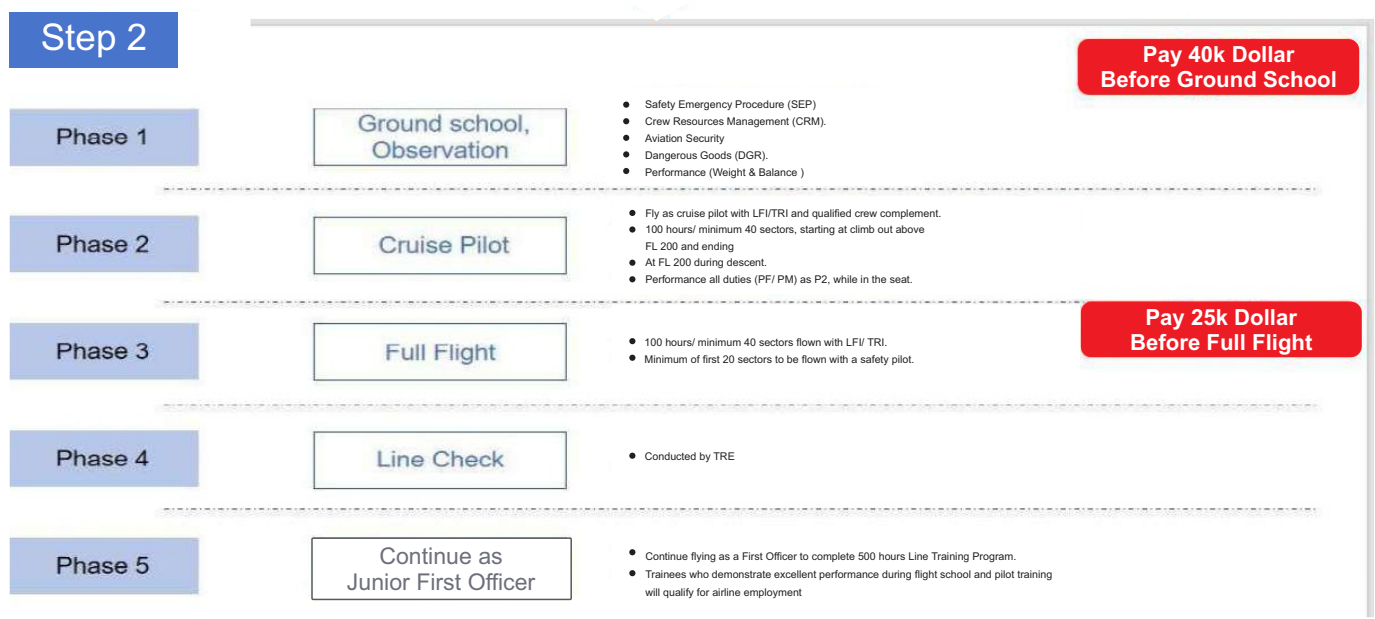 Step 2
Pay 40k Dollar
Before Ground School
Phase 1
Ground school,
Observation
● Safety Emergency Procedure (SEP)
● Crew Resources Management (CRM).
● Aviation Security
● Dangerous Goods (DGR).
● Performance (Weight & Balance )
Phase 2
Cruise Pilot
● Fly as cruise pilot with LFI/TRI and qualified crew complement.
● 100 hours/ minimum 40 sectors, starting at climb out above
FL 200 and ending
● At FL 200 during descent.
● Performance all duties (PF/ PM) as P2, while in the seat.
Pay 25k Dollar
Before Full Flight
Phase 3
Full Flight
● 100 hours/ minimum 40 sectors flown with LFI/ TRI.
● Minimum of first 20 sectors to be flown with a safety pilot.
Phase 4
Line Check
● Conducted by TRE
Phase 5
Continue as
Junior First Officer
● Continue flying as a First Officer to complete 500 hours Line Training Program.
● Trainees who demonstrate excellent performance during flight school and pilot training
will qualify for airline employment